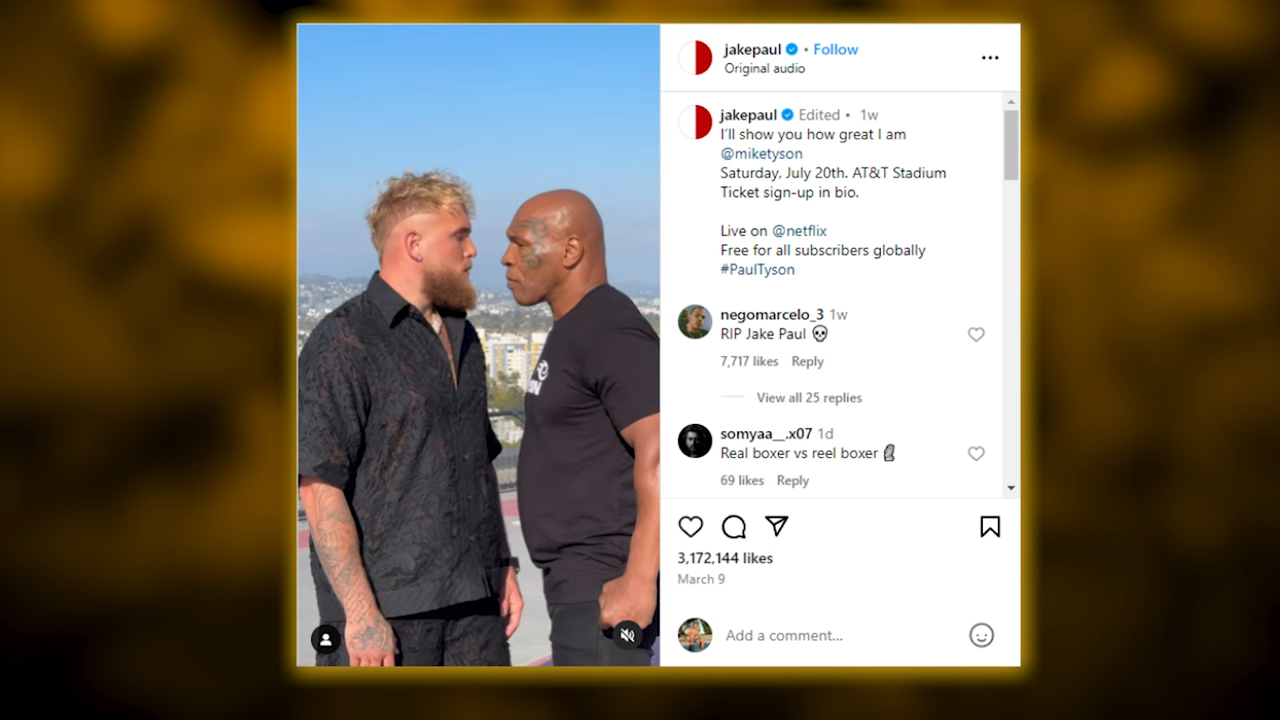 jakepaul • Follow
Original audio
jakepaul Edited • 1w
I'll show you how great I am
@miketyson
Saturday, July 20th. AT&T Stadium
Ticket sign-up in bio.
Live on @netflix
Free for all subscribers globally
#PaulTyson
negomarcelo_3 1w
RIP Jake Paul 💀
7,717 likes Reply
View all 25 replies
somyaa__.x07 1d
Real boxer vs reel boxer 🗿
69 likes Reply
3,172,144 likes
March 9
Add a comment...